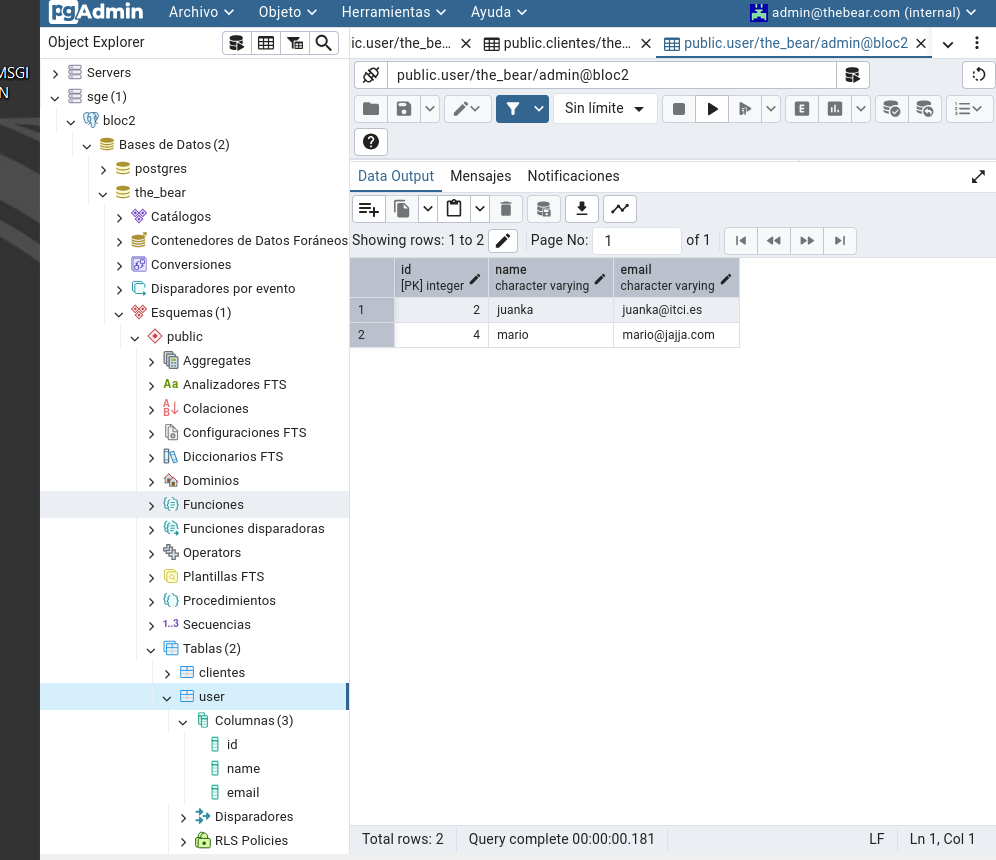 MSGI
N
pgAdmin
Archivo
Objeto
Herramientas
Ayuda
admin@thebear.com (internal)
Object Explorer
ic.user/the_be...
public.clientes/the...
public.user/the_bear/admin@bloc2
Servers
sge (1)
bloc2
Bases de Datos (2)
postgres
the_bear
Catálogos
Contenedores de Datos Foráneos
Conversiones
Disparadores por evento
Esquemas (1)
public
Aggregates
Aa Analizadores FTS
Colaciones
Configuraciones FTS
Diccionarios FTS
Dominios
Funciones
Funciones disparadoras
Operators
Plantillas FTS
Procedimientos
1..3 Secuencias
Tablas (2)
clientes
user
Columnas (3)
id
name
email
Disparadores
RLS Policies
public.user/the_bear/admin@bloc2
Sin límite
E
Data Output
Mensajes
Notificaciones
Showing rows: 1 to 2
Page No:
1
of 1
id
[PK] integer
name
character varying
email
character varying
1 2 juanka juanka@itci.es
2 4 mario mario@jajja.com
Total rows: 2
Query complete 00:00:00.181
LF
Ln 1, Col 1